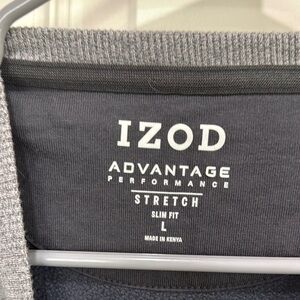 IZOD
ADVANTAGE
PERFORMANCE
STRETCH
SLIM FIT
L
MADE IN KENYA